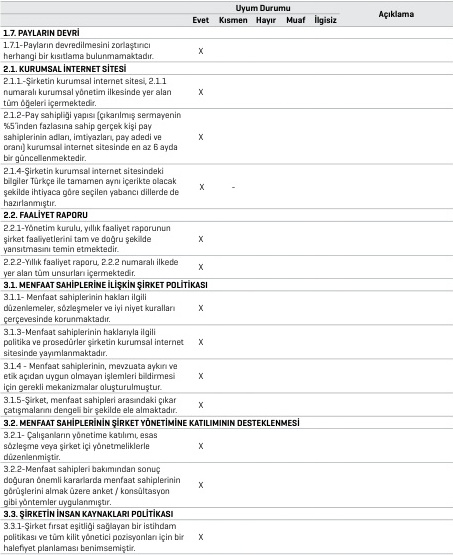 Uyum Durumu
Evet Kısmen Hayır Muaf İlgisiz Açıklama
1.7. PAYLARIN DEVRİ
1.7.1-Payların devredilmesini zorlaştırıcı
herhangi bir kısıtlama bulunmamaktadır. X
2.1. KURUMSAL İNTERNET SİTESİ
2.1.1.-Şirketin kurumsal internet sitesi, 2.1.1
numaralı kurumsal yönetim ilkesinde yer alan X
tüm öğeleri içermektedir.
2.1.2-Pay sahipliği yapısı (çıkarılmış sermayenin
%5'inden fazlasına sahip gerçek kişi pay
sahiplerinin adları, imtiyazları, pay adedi ve X
oranı) kurumsal internet sitesinde en az 6 ayda
bir güncellenmektedir.
2.1.4-Şirketin kurumsal internet sitesindeki
bilgiler Türkçe ile tamamen aynı içerikte olacak
şekilde ihtiyaca göre seçilen yabancı dillerde de X -
hazırlanmıştır.
2.2. FAALİYET RAPORU
2.2.1-Yönetim kurulu, yıllık faaliyet raporunun
şirket faaliyetlerini tam ve doğru şekilde X
yansıtmasını temin etmektedir.
2.2.2-Yıllık faaliyet raporu, 2.2.2 numaralı ilkede
yer alan tüm unsurları içermektedir. X
3.1. MENFAAT SAHİPLERİNE İLİŞKİN ŞİRKET POLİTİKASI
3.1.1- Menfaat sahiplerinin hakları ilgili
düzenlemeler, sözleşmeler ve iyi niyet kuralları X
çerçevesinde korunmaktadır.
3.1.3-Menfaat sahiplerinin haklarıyla ilgili
politika ve prosedürler şirketin kurumsal internet X
sitesinde yayımlanmaktadır.
3.1.4 - Menfaat sahiplerinin, mevzuata aykırı ve
etik açıdan uygun olmayan işlemleri bildirmesi X
için gerekli mekanizmalar oluşturulmuştur.
3.1.5-Şirket, menfaat sahipleri arasındaki çıkar
çatışmalarını dengeli bir şekilde ele almaktadır. X
3.2. MENFAAT SAHİPLERİNİN ŞİRKET YÖNETİMİNE KATILIMININ DESTEKLENMESİ
3.2.1- Çalışanların yönetime katılımı, esas
sözleşme veya şirket içi yönetmeliklerle X
düzenlenmiştir.
3.2.2-Menfaat sahipleri bakımından sonuç
doğuran önemli kararlarda menfaat sahiplerinin
görüşlerini almak üzere anket / konsültasyon X
gibi yöntemler uygulanmıştır.
3.3. ŞİRKETİN İNSAN KAYNAKLARI POLİTİKASI
3.3.1-Şirket fırsat eşitliği sağlayan bir istihdam
politikası ve tüm kilit yönetici pozisyonları için bir X
halefiyet planlaması benimsemiştir.